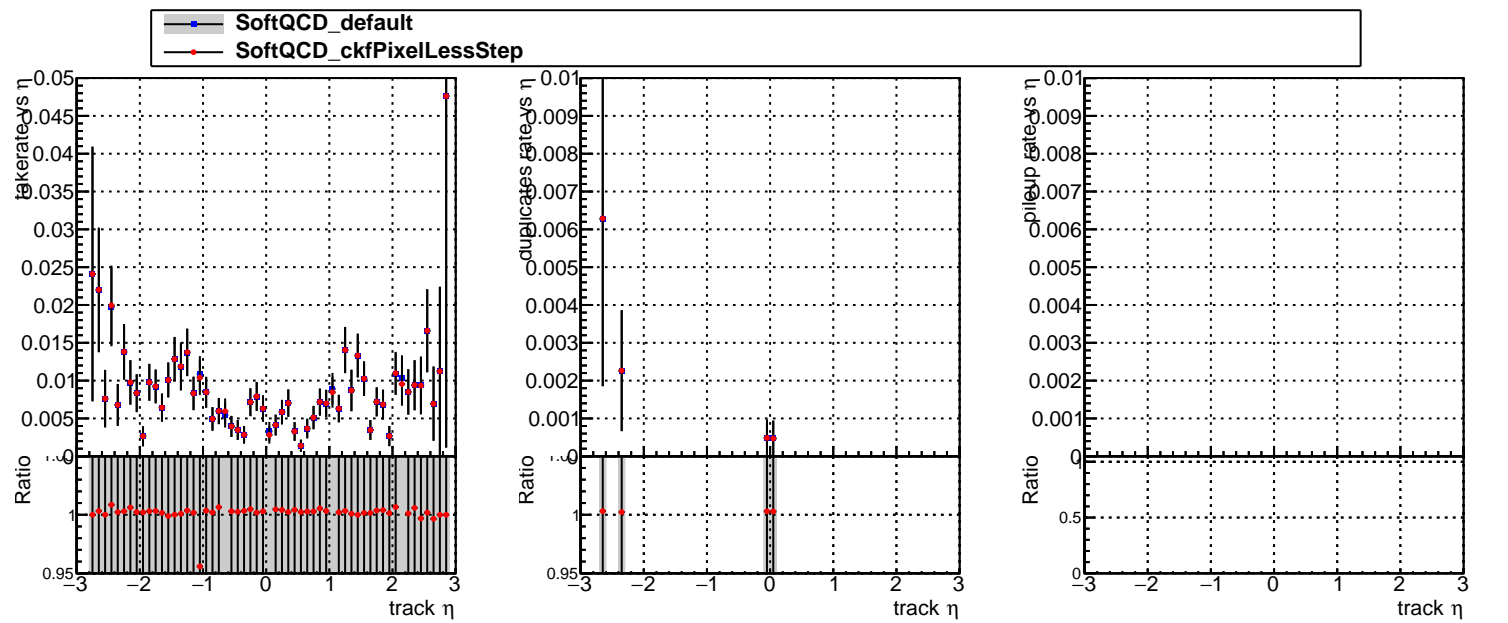 SoftQCD_default
SoftQCD_ckfPixelLessStep
fakerate vs η
0.05
0.045
0.04
0.035
0.03
0.025
0.02
0.015
0.01
0.005
0
Ratio
1
0.95
−3 −2 −1 0 1 2 3
track η
duplicates rate vs η
0.01
0.009
0.008
0.007
0.006
0.005
0.004
0.003
0.002
0.001
0
Ratio
1
0.95
−3 −2 −1 0 1 2 3
track η
pileup rate vs η
0.01
0.009
0.008
0.007
0.006
0.005
0.004
0.003
0.002
0.001
0
Ratio
1
0.5
0
−3 −2 −1 0 1 2 3
track η